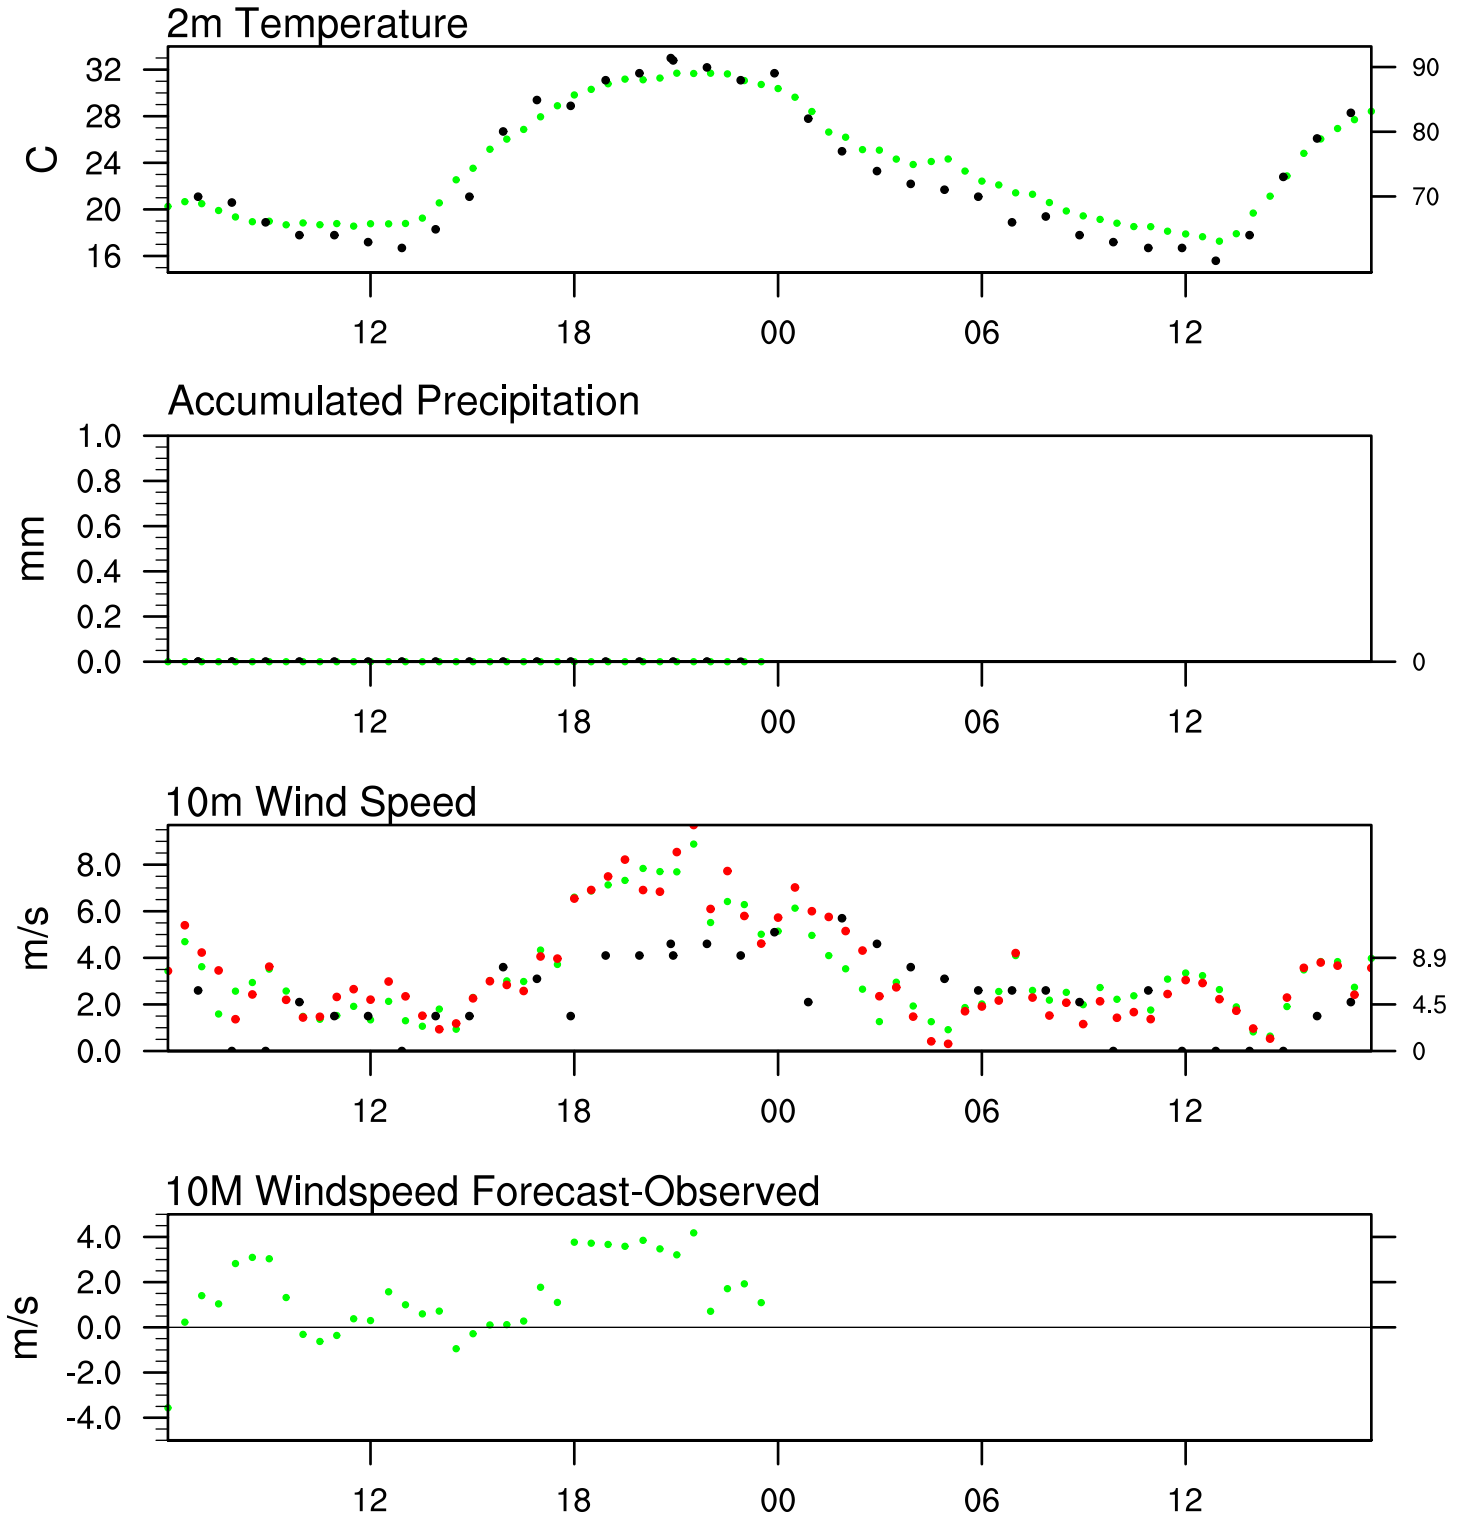 2m Temperature
32
28
24
20
16
C
90
80
70
12 18 00 06 12
Accumulated Precipitation
1.0
0.8
0.6
0.4
0.2
0.0
mm
0
12 18 00 06 12
10m Wind Speed
8.0
6.0
4.0
2.0
0.0
m/s
8.9
4.5
0
12 18 00 06 12
10M Windspeed Forecast-Observed
4.0
2.0
0.0
-2.0
-4.0
m/s
12 18 00 06 12